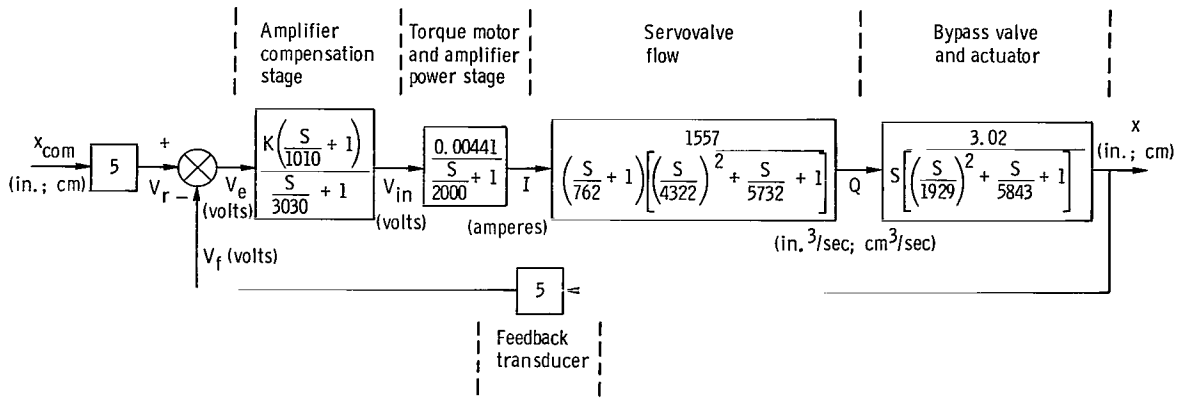 Amplifier
compensation
stage
Torque motor
and amplifier
power stage
Servovalve
flow
Bypass valve
and actuator
x_com
(in.; cm)
5
+
V_r
−
V_e
(volts)
K(S/1010 + 1)
S/3030 + 1
V_in
(volts)
0.00441
S/2000 + 1
I
(amperes)
1557
(S/762 + 1)[(S/4322)^2 + S/5732 + 1]
Q
(in.^3/sec; cm^3/sec)
3.02
S[(S/1929)^2 + S/5843 + 1]
x
(in.; cm)
V_f (volts)
5
Feedback
transducer